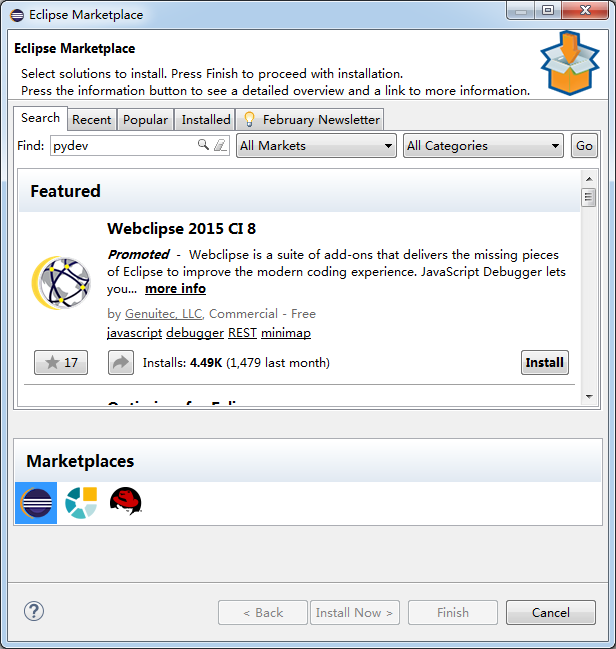 Eclipse Marketplace
Eclipse Marketplace
Select solutions to install. Press Finish to proceed with installation.
Press the information button to see a detailed overview and a link to more information.
Search Recent Popular Installed February Newsletter
Find: pydev All Markets All Categories Go
Featured
Webclipse 2015 CI 8
Promoted - Webclipse is a suite of add-ons that delivers the missing pieces
of Eclipse to improve the modern coding experience. JavaScript Debugger lets
you... more info
by Genuitec, LLC, Commercial - Free
javascript debugger REST minimap
17 Installs: 4.49K (1,479 last month) Install
Marketplaces
? < Back Install Now > Finish Cancel